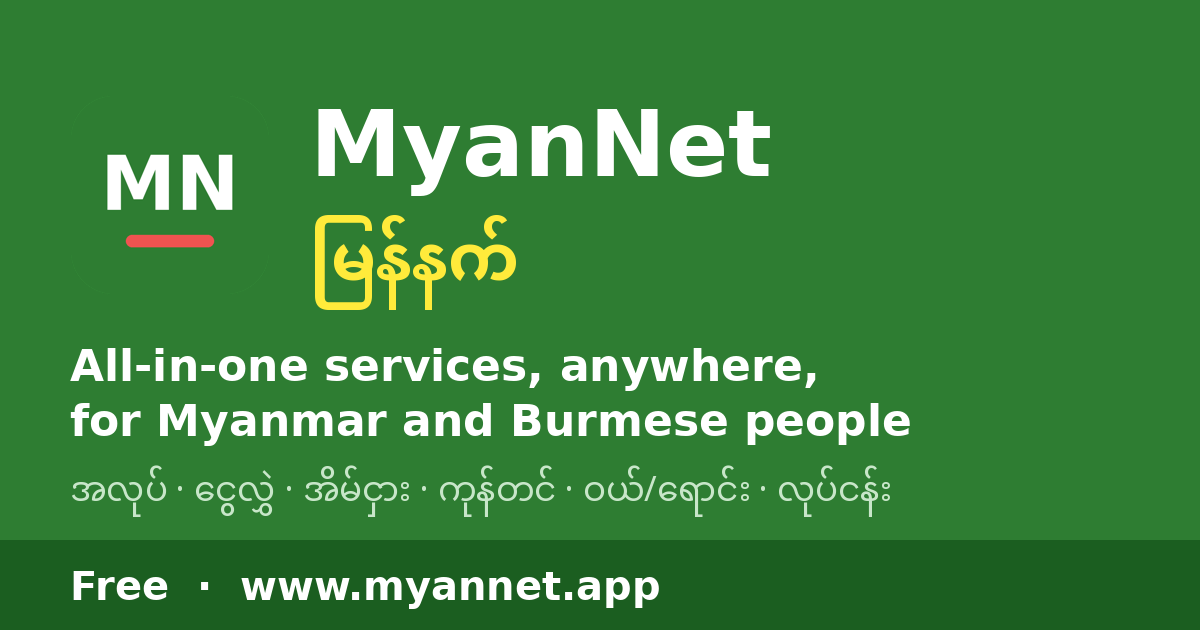 MN
MyanNet
မြန်နက်
All-in-one services, anywhere,
for Myanmar and Burmese people
အလုပ် · ငွေလွှဲ · အိမ်ငှား · ကုန်တင် · ဝယ်/ရောင်း · လုပ်ငန်း
Free · www.myannet.app